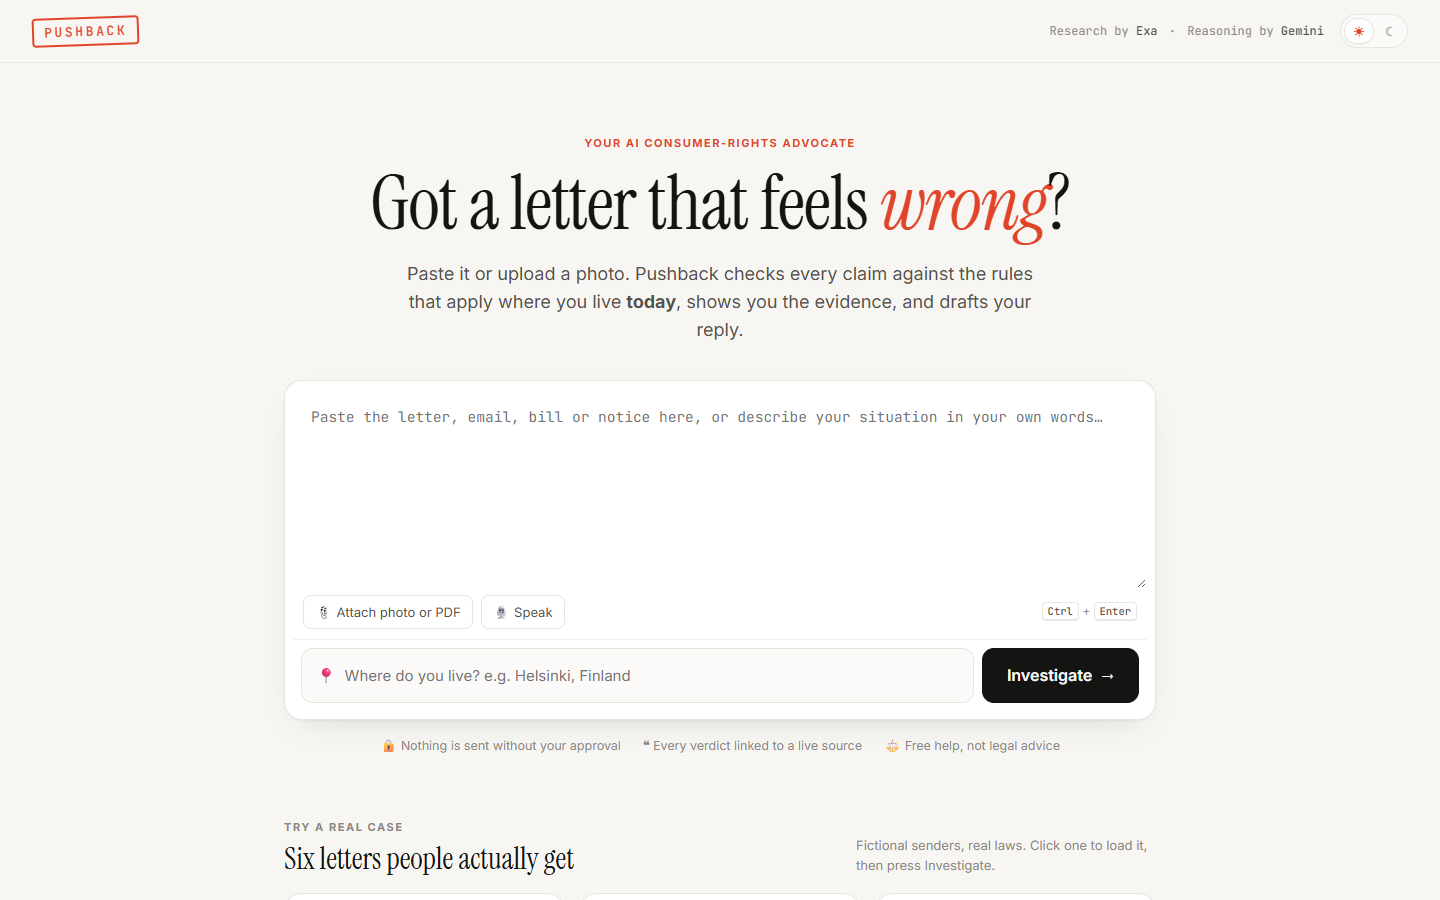 PUSHBACK
Research by Exa · Reasoning by Gemini
YOUR AI CONSUMER-RIGHTS ADVOCATE
Got a letter that feels wrong?
Paste it or upload a photo. Pushback checks every claim against the rules
that apply where you live today, shows you the evidence, and drafts your
reply.
Paste the letter, email, bill or notice here, or describe your situation in your own words…
Attach photo or PDF
Speak
Ctrl + Enter
Where do you live? e.g. Helsinki, Finland
Investigate →
Nothing is sent without your approval
❝ Every verdict linked to a live source
Free help, not legal advice
TRY A REAL CASE
Six letters people actually get
Fictional senders, real laws. Click one to load it,
then press Investigate.